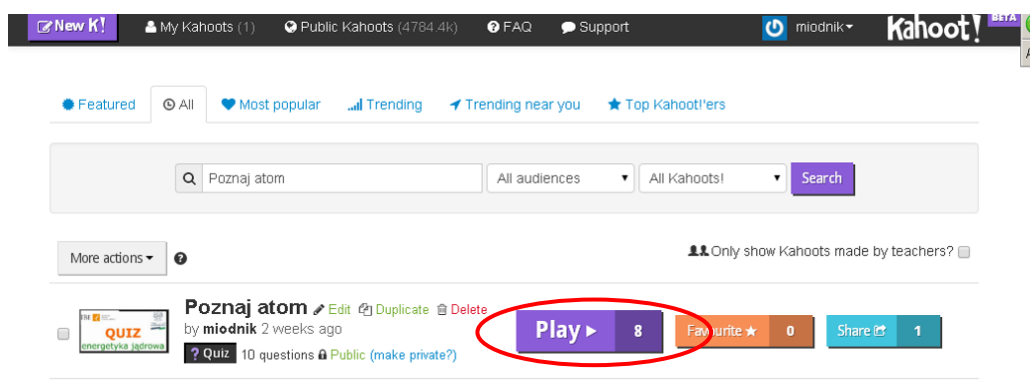 New K! My Kahoots (1) Public Kahoots (4784.4k) FAQ Support miodnik Kahoot! BETA
Featured All Most popular Trending Trending near you Top Kahoot!'ers
Poznaj atom All audiences All Kahoots! Search
More actions Only show Kahoots made by teachers?
Poznaj atom Edit Duplicate Delete
by miodnik 2 weeks ago
? Quiz 10 questions Public (make private?)
QUIZ
energetyka jądrowa
Play 8 Favourite 0 Share 1